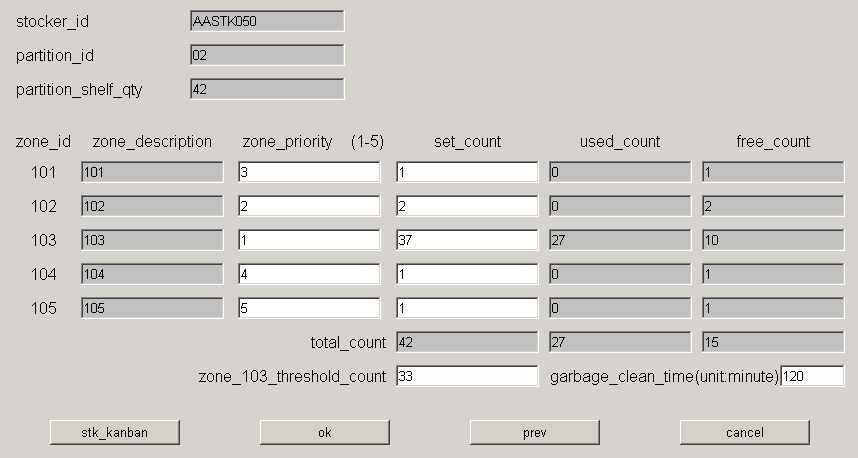 stocker_id AASTK050
partition_id 02
partition_shelf_qty 42
zone_id zone_description zone_priority (1-5) set_count used_count free_count
101 101 3 1 0 1
102 102 2 2 0 2
103 103 1 37 27 10
104 104 4 1 0 1
105 105 5 1 0 1
total_count 42 27 15
zone_103_threshold_count 33 garbage_clean_time(unit:minute) 120
stk_kanban ok prev cancel